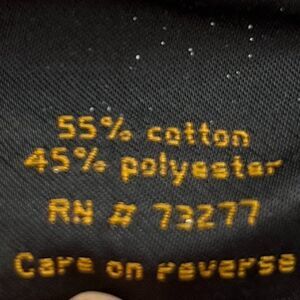 55% cotton
45% polyester
RN # 73277
Care on reverse